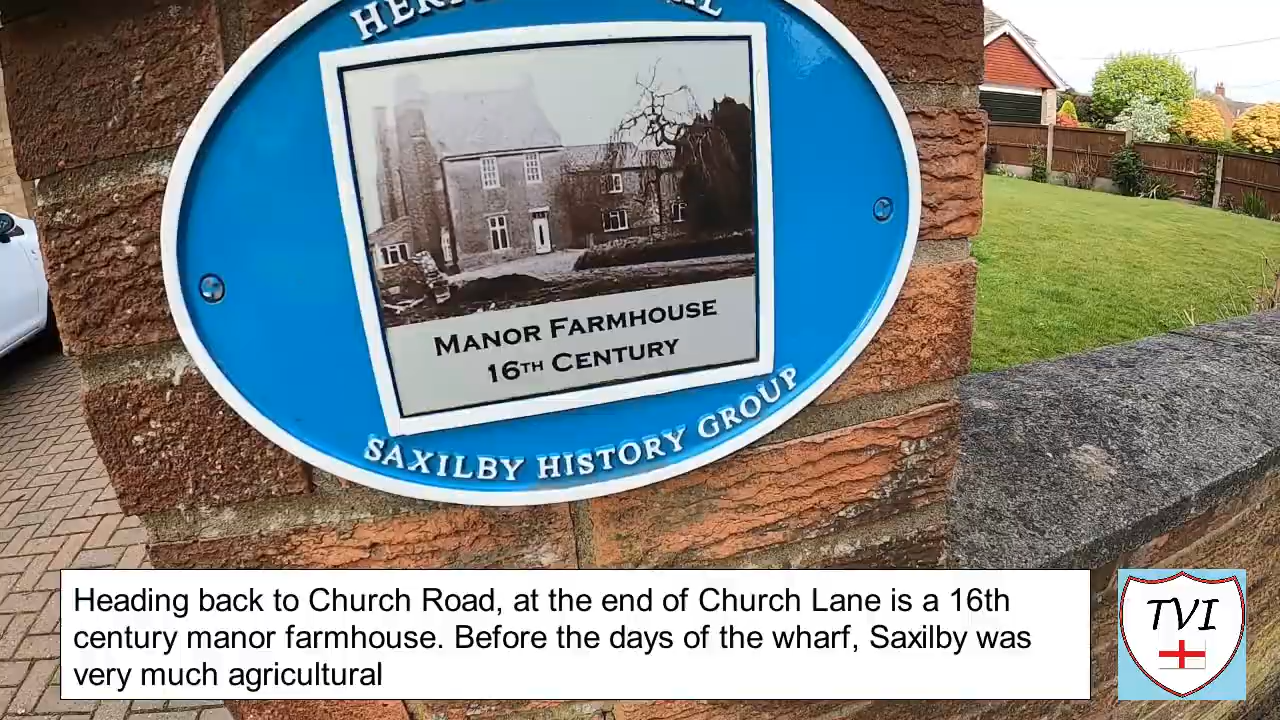 MANOR FARMHOUSE
16TH CENTURY
SAXILBY HISTORY GROUP
Heading back to Church Road, at the end of Church Lane is a 16th
century manor farmhouse. Before the days of the wharf, Saxilby was
very much agricultural
TVI